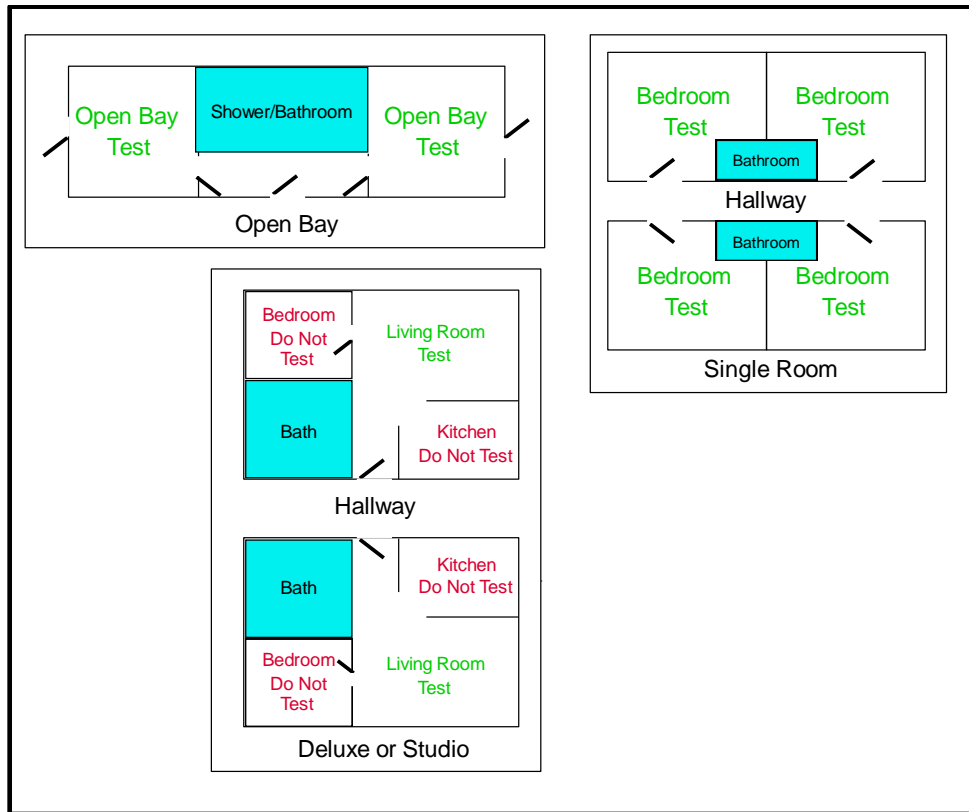 Open Bay
Test
Shower/Bathroom
Open Bay
Test
Open Bay
Bedroom
Test
Bedroom
Test
Bathroom
Hallway
Bathroom
Bedroom
Test
Bedroom
Test
Single Room
Bedroom
Do Not
Test
Living Room
Test
Bath
Kitchen
Do Not Test
Hallway
Bath
Kitchen
Do Not Test
Bedroom
Do Not
Test
Living Room
Test
Deluxe or Studio